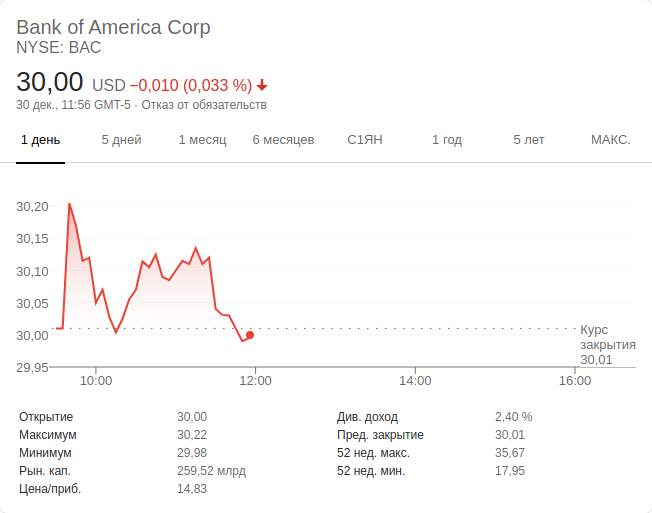 Bank of America Corp
NYSE: BAC
30,00 USD −0,010 (0,033 %)
30 дек., 11:56 GMT-5 · Отказ от обязательств
1 день 5 дней 1 месяц 6 месяцев С1ЯН 1 год 5 лет МАКС.
30,20
30,15
30,10
30,05
30,00
29,95
Курс
закрытия
30,01
10:00 12:00 14:00 16:00
Открытие 30,00 Див. доход 2,40 %
Максимум 30,22 Пред. закрытие 30,01
Минимум 29,98 52 нед. макс. 35,67
Рын. кап. 259,52 млрд 52 нед. мин. 17,95
Цена/приб. 14,83